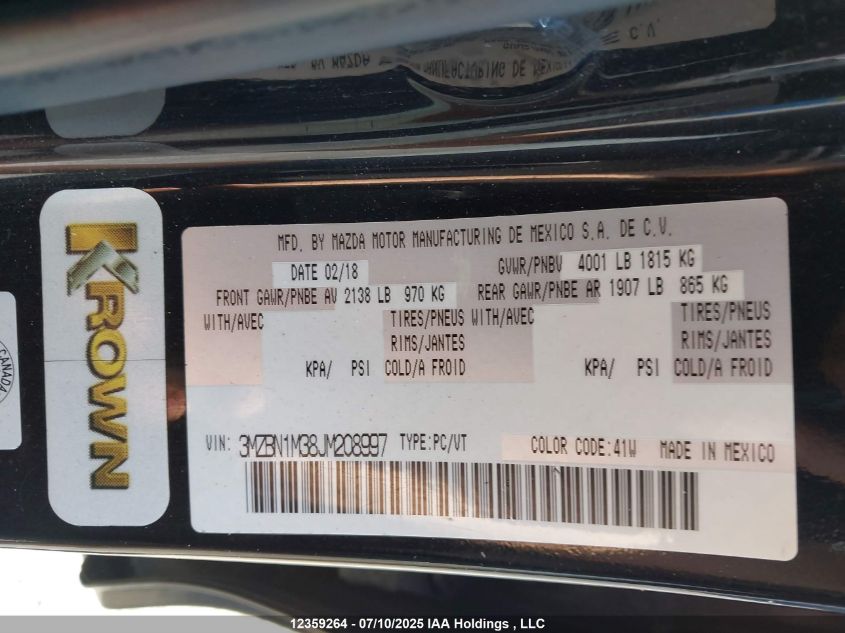 MFD. BY MAZDA MOTOR MANUFACTURING DE MEXICO S.A. DE C.V.
DATE 02/18 GVWR/PNBV 4001 LB 1815 KG
FRONT GAWR/PNBE AV 2138 LB 970 KG REAR GAWR/PNBE AR 1907 LB 865 KG
WITH/AVEC TIRES/PNEUS WITH/AVEC TIRES/PNEUS
RIMS/JANTES RIMS/JANTES
KPA/ PSI COLD/A FROID KPA/ PSI COLD/A FROID
VIN: 3MZBN1M38JM208997 TYPE:PC/VT COLOR CODE:41W MADE IN MEXICO
KROWN
CANADA
12359264 - 07/10/2025 IAA Holdings , LLC